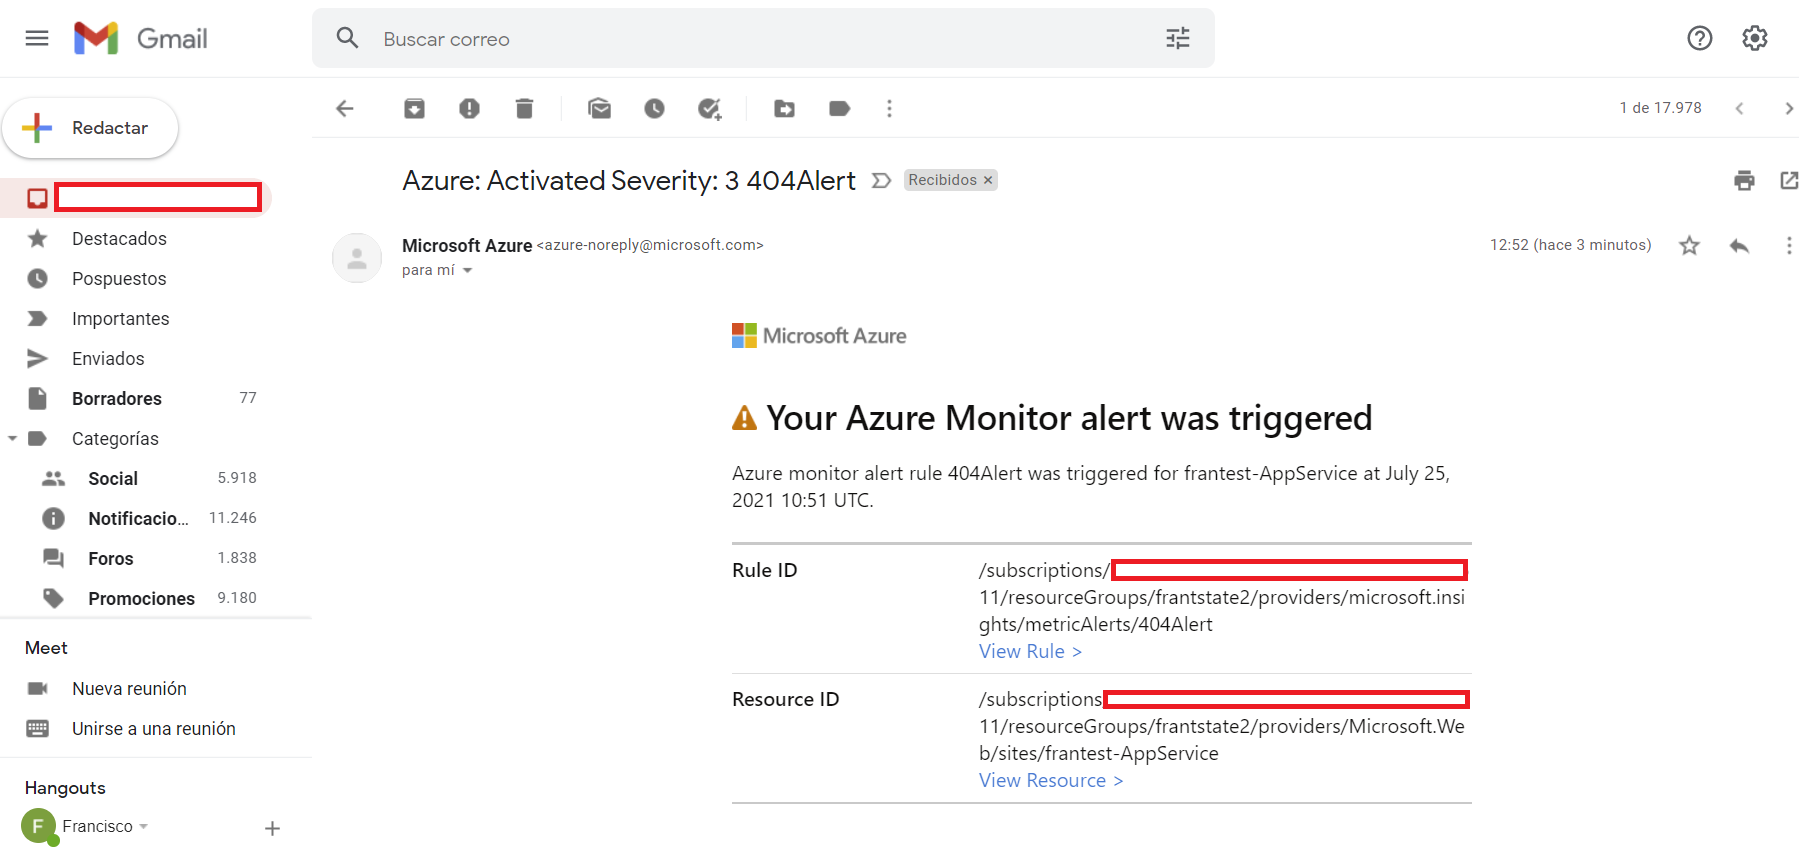 Gmail
Buscar correo
Redactar
1 de 17.978
Azure: Activated Severity: 3 404Alert
Recibidos ×
Destacados
Microsoft Azure <azure-noreply@microsoft.com>
12:52 (hace 3 minutos)
para mí
Pospuestos
Importantes
Enviados
Borradores 77
Categorías
Social 5.918
Notificacio... 11.246
Foros 1.838
Promociones 9.180
Meet
Nueva reunión
Unirse a una reunión
Hangouts
F Francisco
Microsoft Azure
Your Azure Monitor alert was triggered
Azure monitor alert rule 404Alert was triggered for frantest-AppService at July 25,
2021 10:51 UTC.
Rule ID
/subscriptions/
11/resourceGroups/frantstate2/providers/microsoft.insi
ghts/metricAlerts/404Alert
View Rule >
Resource ID
/subscriptions
11/resourceGroups/frantstate2/providers/Microsoft.We
b/sites/frantest-AppService
View Resource >